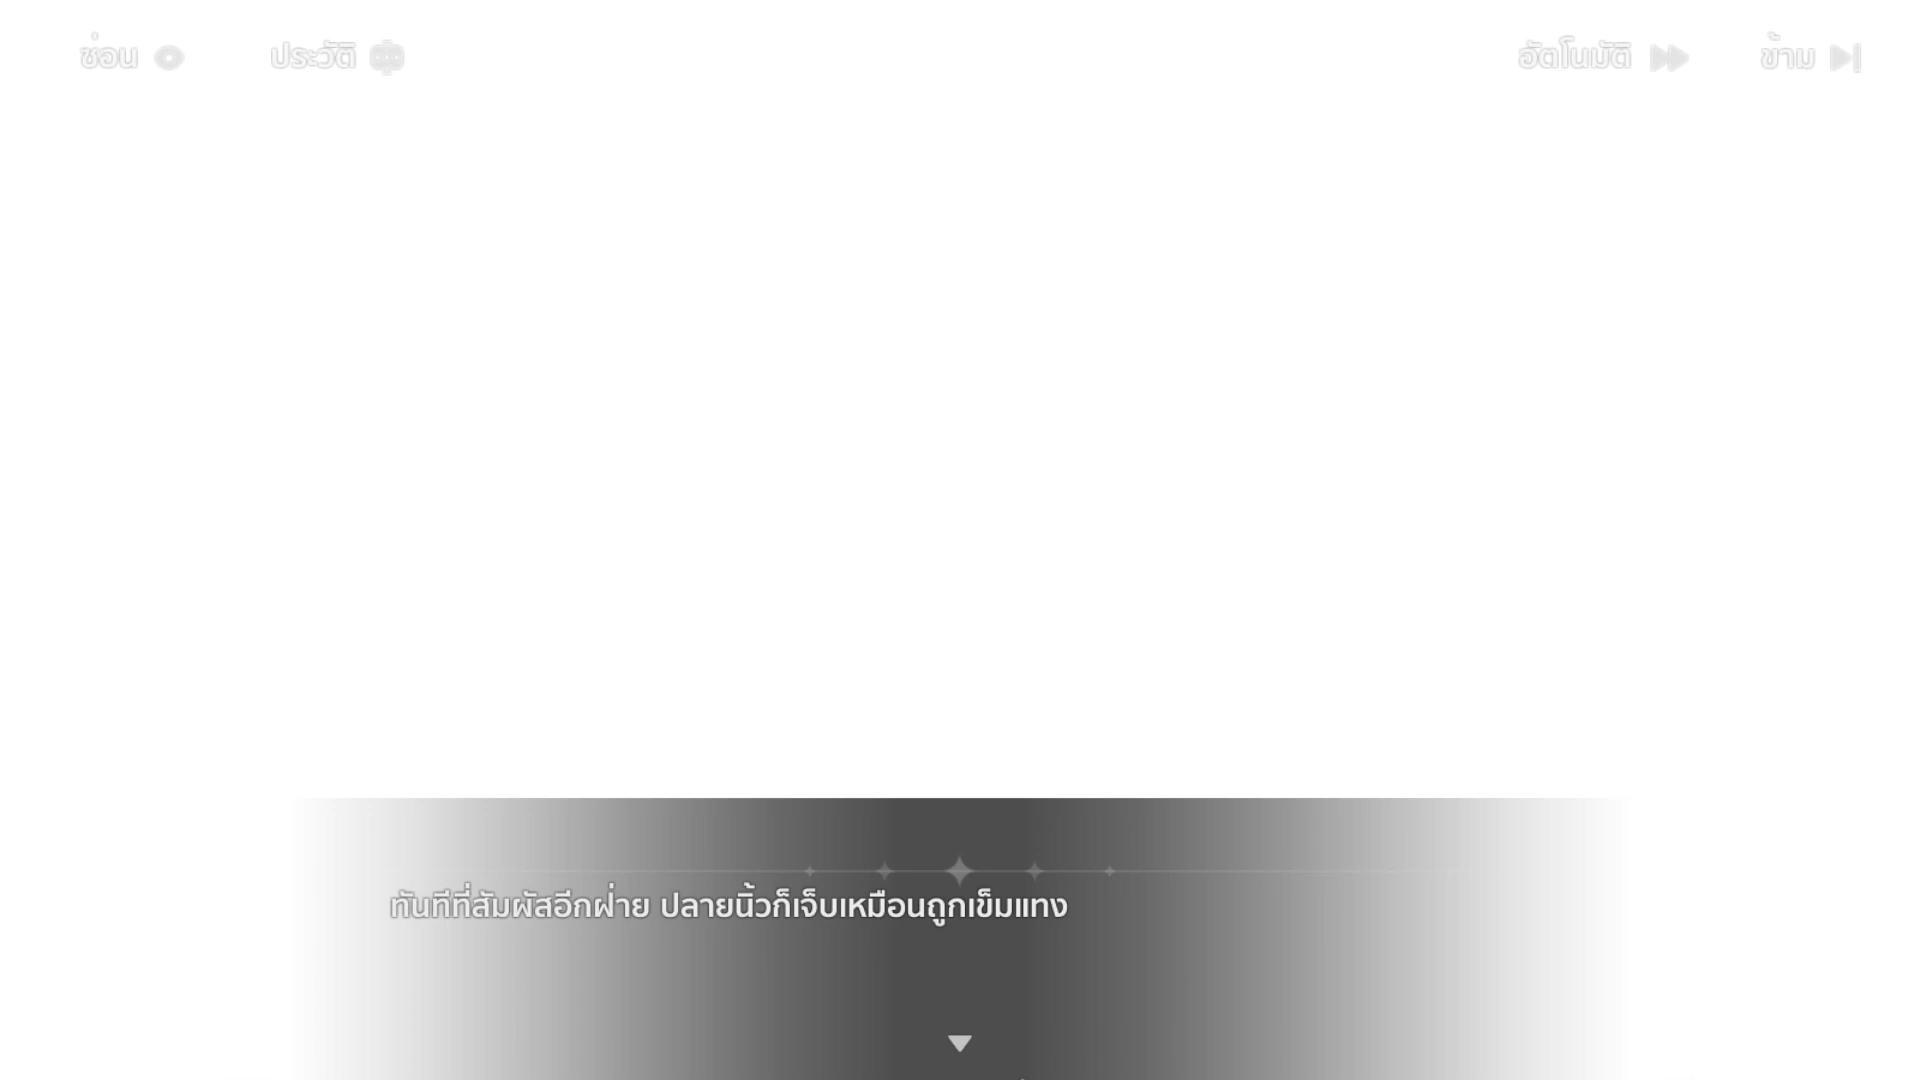 ซ่อน
ประวัติ
อัตโนมัติ
ข้าม
ทันทีที่สัมผัสอีกฝ่าย ปลายนิ้วก็เจ็บเหมือนถูกเข็มแทง